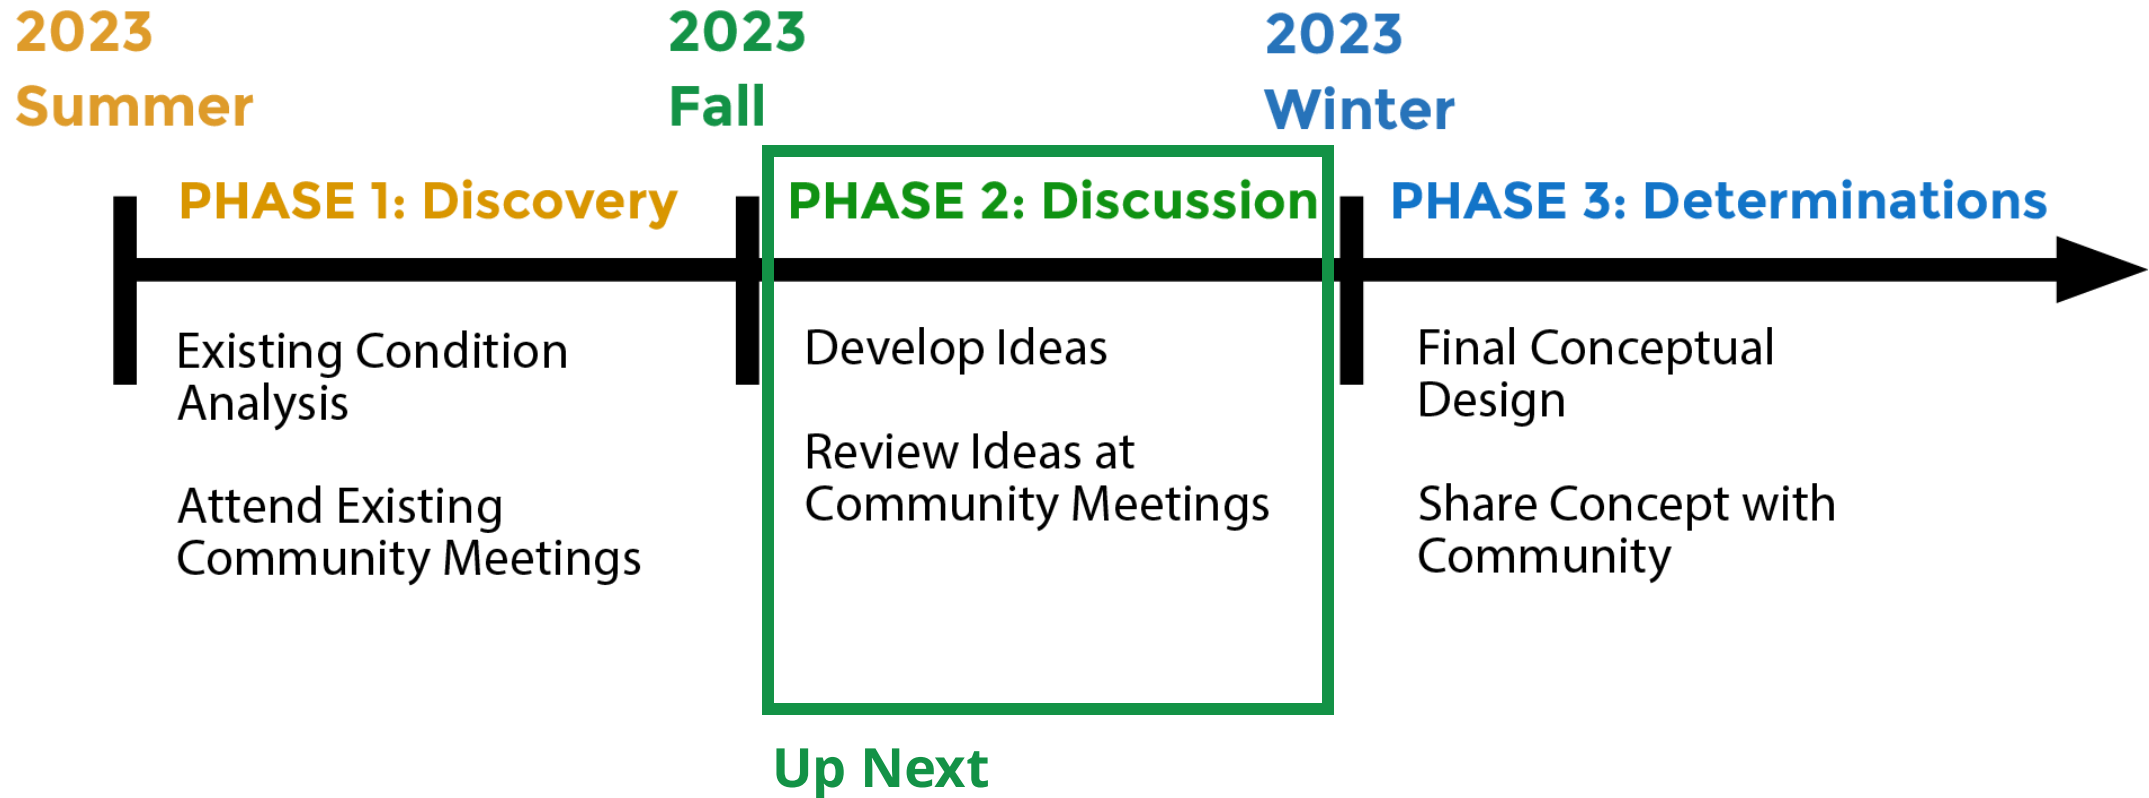 2023
Summer
2023
Fall
2023
Winter
PHASE 1: Discovery
PHASE 2: Discussion
PHASE 3: Determinations
Existing Condition
Analysis
Attend Existing
Community Meetings
Develop Ideas
Review Ideas at
Community Meetings
Final Conceptual
Design
Share Concept with
Community
Up Next